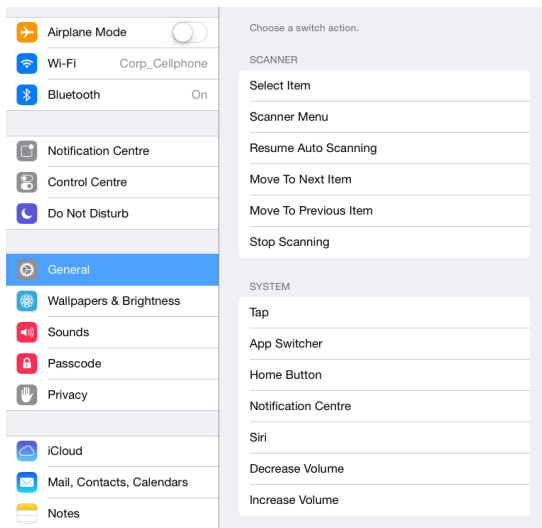 Airplane Mode
Wi-Fi Corp_Cellphone
Bluetooth On
Notification Centre
Control Centre
Do Not Disturb
General
Wallpapers & Brightness
Sounds
Passcode
Privacy
iCloud
Mail, Contacts, Calendars
Notes
Choose a switch action.
SCANNER
Select Item
Scanner Menu
Resume Auto Scanning
Move To Next Item
Move To Previous Item
Stop Scanning
SYSTEM
Tap
App Switcher
Home Button
Notification Centre
Siri
Decrease Volume
Increase Volume